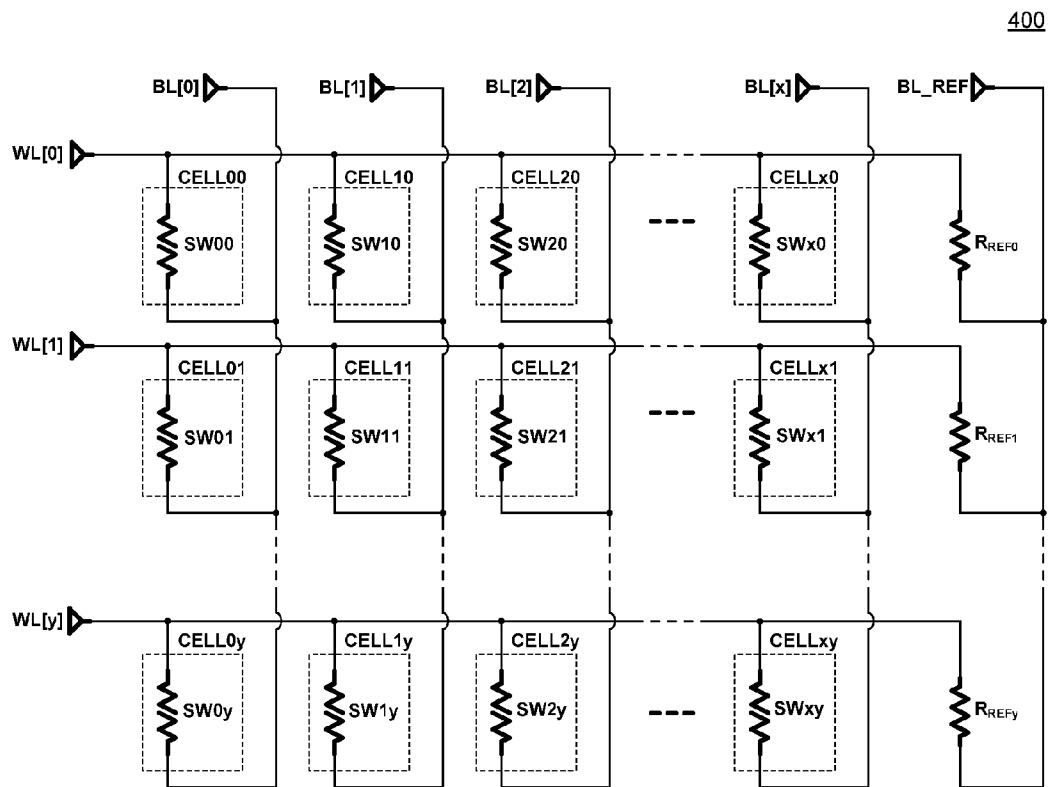 400
BL[0] BL[1] BL[2] BL[x] BL_REF
WL[0]
CELL00 CELL10 CELL20 CELLx0
SW00 SW10 SW20 SWx0 RREF0
WL[1]
CELL01 CELL11 CELL21 CELLx1
SW01 SW11 SW21 SWx1 RREF1
WL[y]
CELL0y CELL1y CELL2y CELLxy
SW0y SW1y SW2y SWxy RREFy